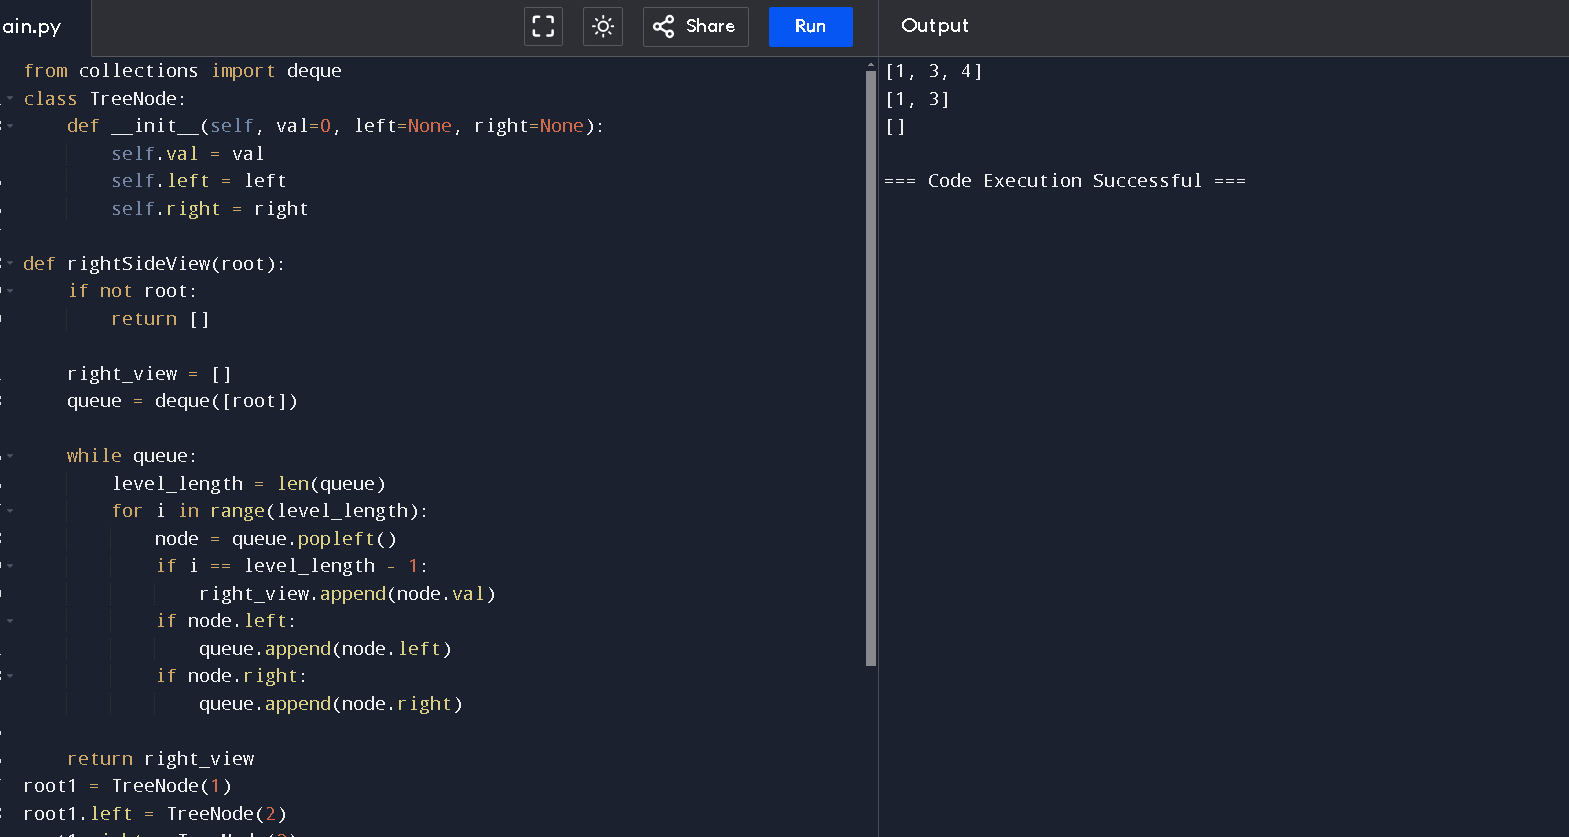 ain.py
Share
Run
Output
from collections import deque
class TreeNode:
    def __init__(self, val=0, left=None, right=None):
        self.val = val
        self.left = left
        self.right = right
def rightSideView(root):
    if not root:
        return []
    right_view = []
    queue = deque([root])
    while queue:
        level_length = len(queue)
        for i in range(level_length):
            node = queue.popleft()
            if i == level_length - 1:
                right_view.append(node.val)
            if node.left:
                queue.append(node.left)
            if node.right:
                queue.append(node.right)
    return right_view
root1 = TreeNode(1)
root1.left = TreeNode(2)
[1, 3, 4]
[1, 3]
[]
=== Code Execution Successful ===